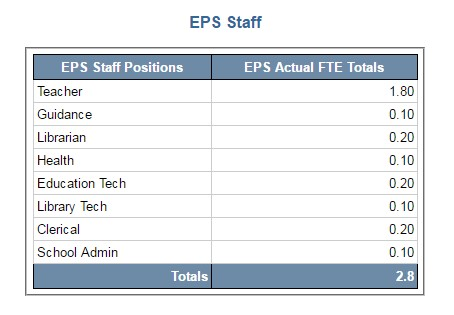 EPS Staff
EPS Staff Positions EPS Actual FTE Totals
Teacher 1.80
Guidance 0.10
Librarian 0.20
Health 0.10
Education Tech 0.20
Library Tech 0.10
Clerical 0.20
School Admin 0.10
Totals 2.8